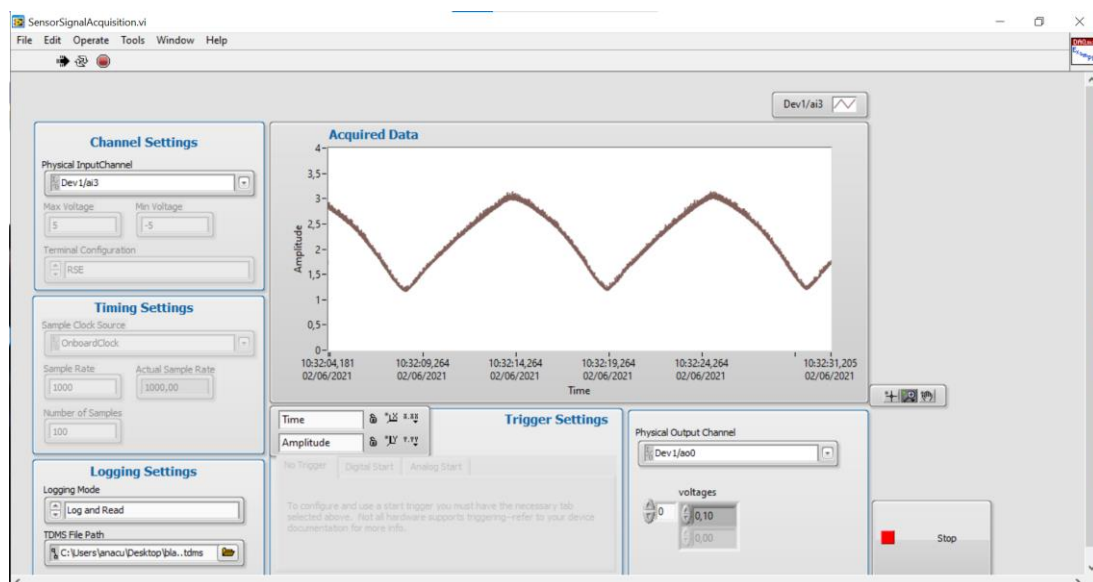 SensorSignalAcquisition.vi
File Edit Operate Tools Window Help
Dev1/ai3
Channel Settings
Physical InputChannel
Dev1/ai3
Max Voltage Min Voltage
5 -5
Terminal Configuration
RSE
Timing Settings
Sample Clock Source
OnboardClock
Sample Rate Actual Sample Rate
1000 1000,00
Number of Samples
100
Logging Settings
Logging Mode
Log and Read
TDMS File Path
C:\Users\anacu\Desktop\bla..tdms
Acquired Data
Amplitude
4
3,5
3
2,5
2
1,5
1
0,5
0
10:32:04,181 10:32:09,264 10:32:14,264 10:32:19,264 10:32:24,264 10:32:31,205
02/06/2021 02/06/2021 02/06/2021 02/06/2021 02/06/2021 02/06/2021
Time
Time
Amplitude
Trigger Settings
No Trigger Digital Start Analog Start
To configure and use a start trigger you must have the necessary tab
selected above. Not all hardware supports triggering--refer to your device
documentation for more info.
Physical Output Channel
Dev1/ao0
voltages
0 0,10
0,00
Stop